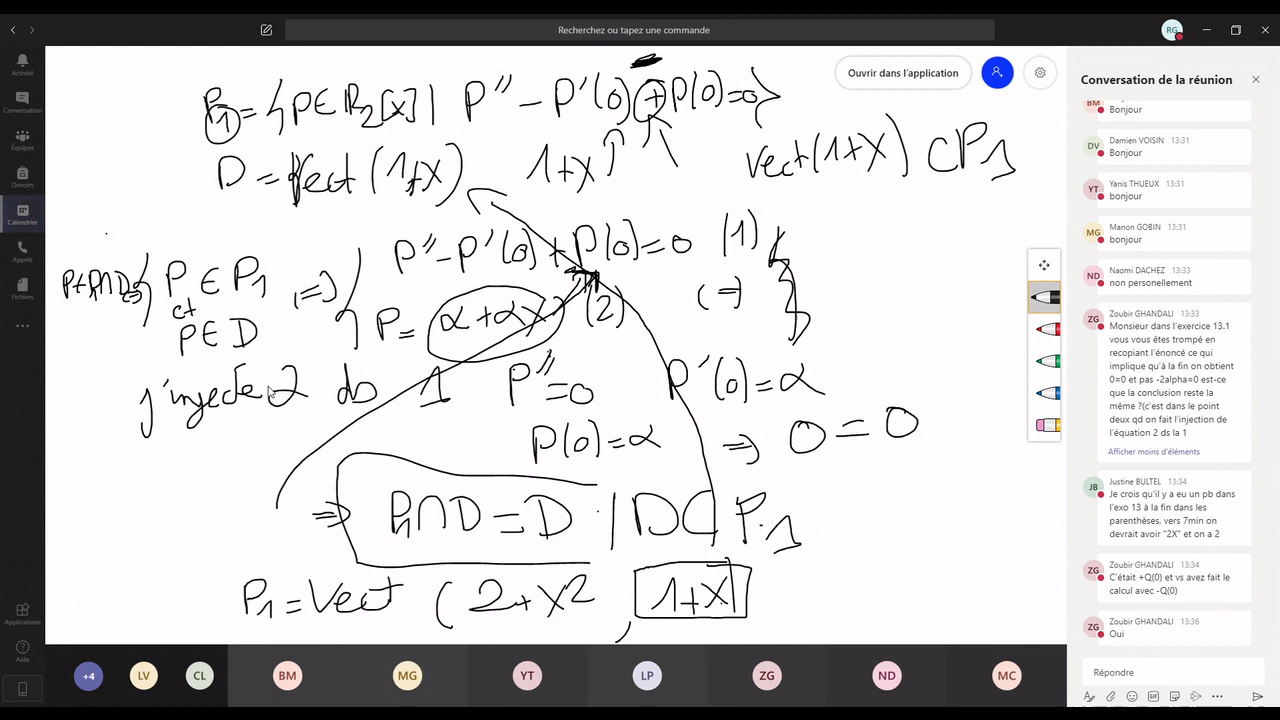 Recherchez ou tapez une commande
RG
Activité
Conversation
Équipes
Devoirs
Calendrier
Appels
Fichiers
Applications
Aide
Ouvrir dans l'application
P1 = {P ∈ P2[X] | P'' - P'(0) + P(0) = 0}
D = Vect(1+X) 1+X Vect(1+X) ⊂ P1
P'' - P'(0) + P(0) = 0 (1)
P ∈ P1∩D ⇔ { P ∈ P1 et P ∈ D ⇔ { P = α + αX (2) ⇔
j'injecte 2 ds 1 P'' = 0 P'(0) = α
P(0) = α ⇒ 0 = 0
⇒ P1∩D = D | D ⊂ P1
P1 = Vect (2+X², 1+X)
+4
LV
CL
BM
MG
YT
LP
ZG
ND
MC
Conversation de la réunion
BM
Bonjour
DV
Damien VOISIN 13:31
Bonjour
YT
Yanis THUEUX 13:31
bonjour
MG
Manon GOBIN 13:31
bonjour
ND
Naomi DACHEZ 13:33
non personellement
ZG
Zoubir GHANDALI 13:33
Monsieur dans l'exercice 13.1
vous vous êtes trompé en
recopiant l'énoncé ce qui
implique qu'à la fin on obtient
0=0 et pas -2alpha=0 est-ce
que la conclusion reste la
même ?(c'est dans le point
deux qd on fait l'injection de
l'équation 2 ds la 1
Afficher moins d'éléments
JB
Justine BULTEL 13:34
Je crois qu'il y a eu un pb dans
l'exo 13 à la fin dans les
parenthèses, vers 7min on
devrait avoir "2X" et on a 2
ZG
Zoubir GHANDALI 13:34
C'était +Q(0) et vs avez fait le
calcul avec -Q(0)
ZG
Zoubir GHANDALI 13:36
Oui
Répondre